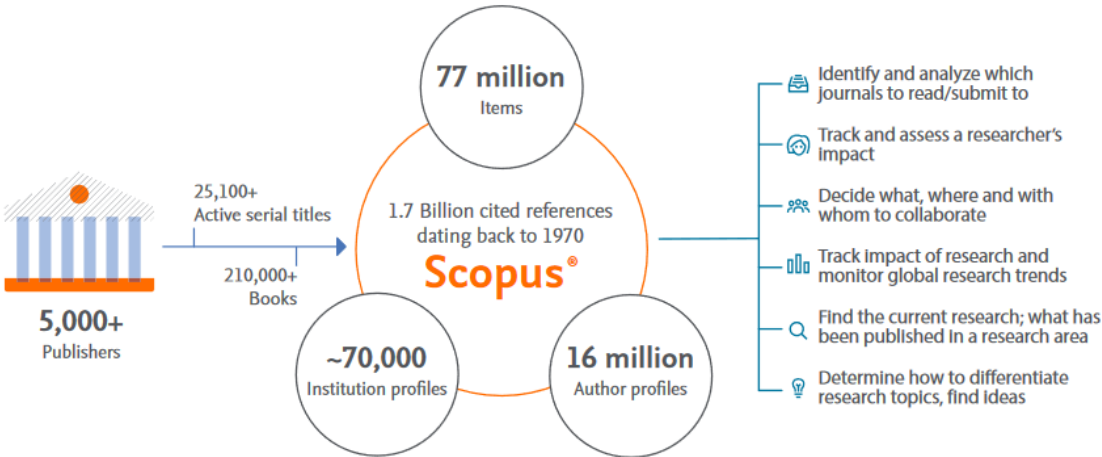 5,000+
Publishers
25,100+
Active serial titles
210,000+
Books
77 million
Items
1.7 Billion cited references
dating back to 1970
Scopus®
~70,000
Institution profiles
16 million
Author profiles
Identify and analyze which
journals to read/submit to
Track and assess a researcher's
impact
Decide what, where and with
whom to collaborate
Track impact of research and
monitor global research trends
Find the current research; what has
been published in a research area
Determine how to differentiate
research topics, find ideas